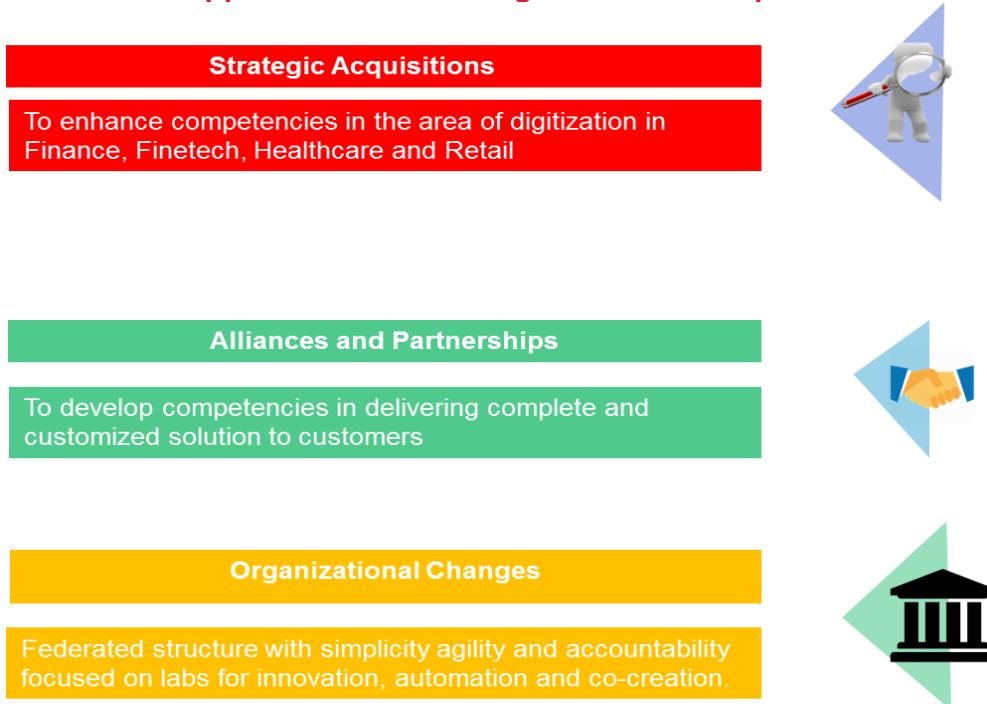 Strategic Acquisitions
To enhance competencies in the area of digitization in
Finance, Finetech, Healthcare and Retail
Alliances and Partnerships
To develop competencies in delivering complete and
customized solution to customers
Organizational Changes
Federated structure with simplicity agility and accountability
focused on labs for innovation, automation and co-creation.